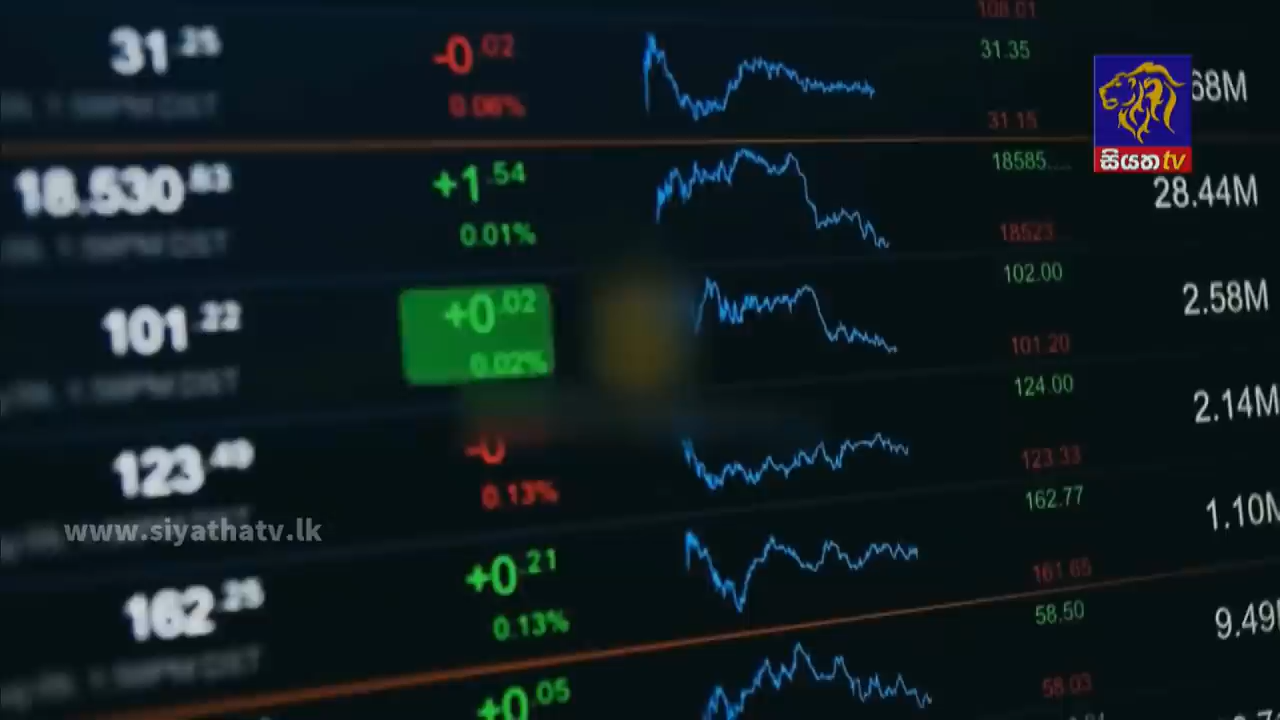 108.01
31.25 -0.02 31.35 68M
0.06% 31.15
සියත tv
18.530.83 +1.54 18585.... 28.44M
0.01% 18523
101.22 +0.02 102.00 2.58M
0.02% 101.20
123.49 -0 124.00 2.14M
0.13% 123.33
www.siyathatv.lk
162.25 +0.21 162.77 1.10M
0.13% 161.65
+0.05 58.50 9.49
58.03